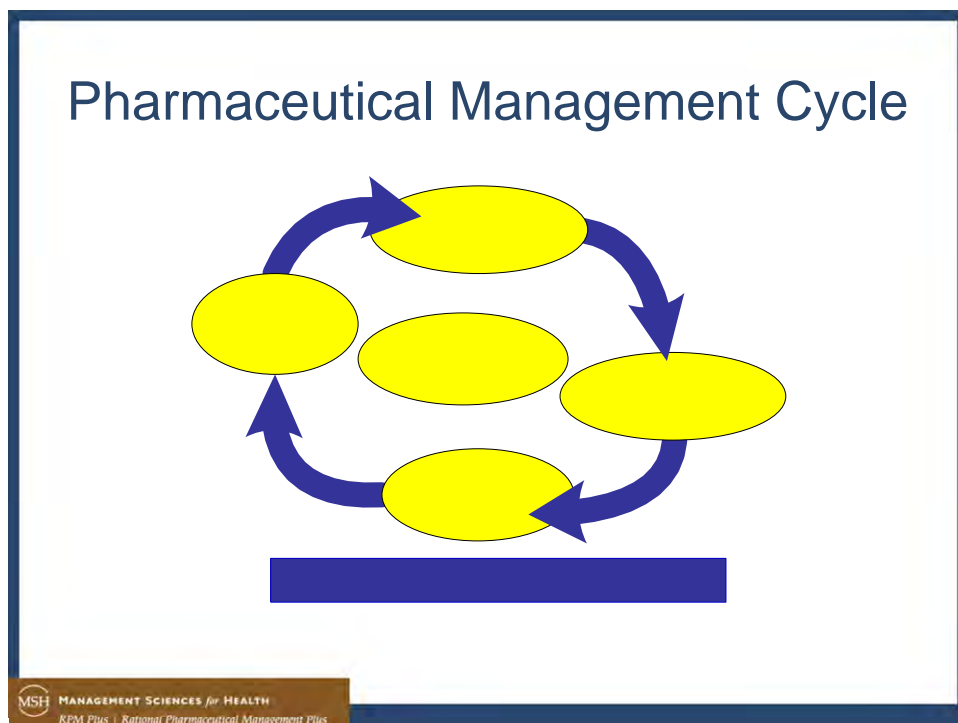 Pharmaceutical Management Cycle
MSH MANAGEMENT SCIENCES for HEALTH
RPM Plus | Rational Pharmaceutical Management Plus